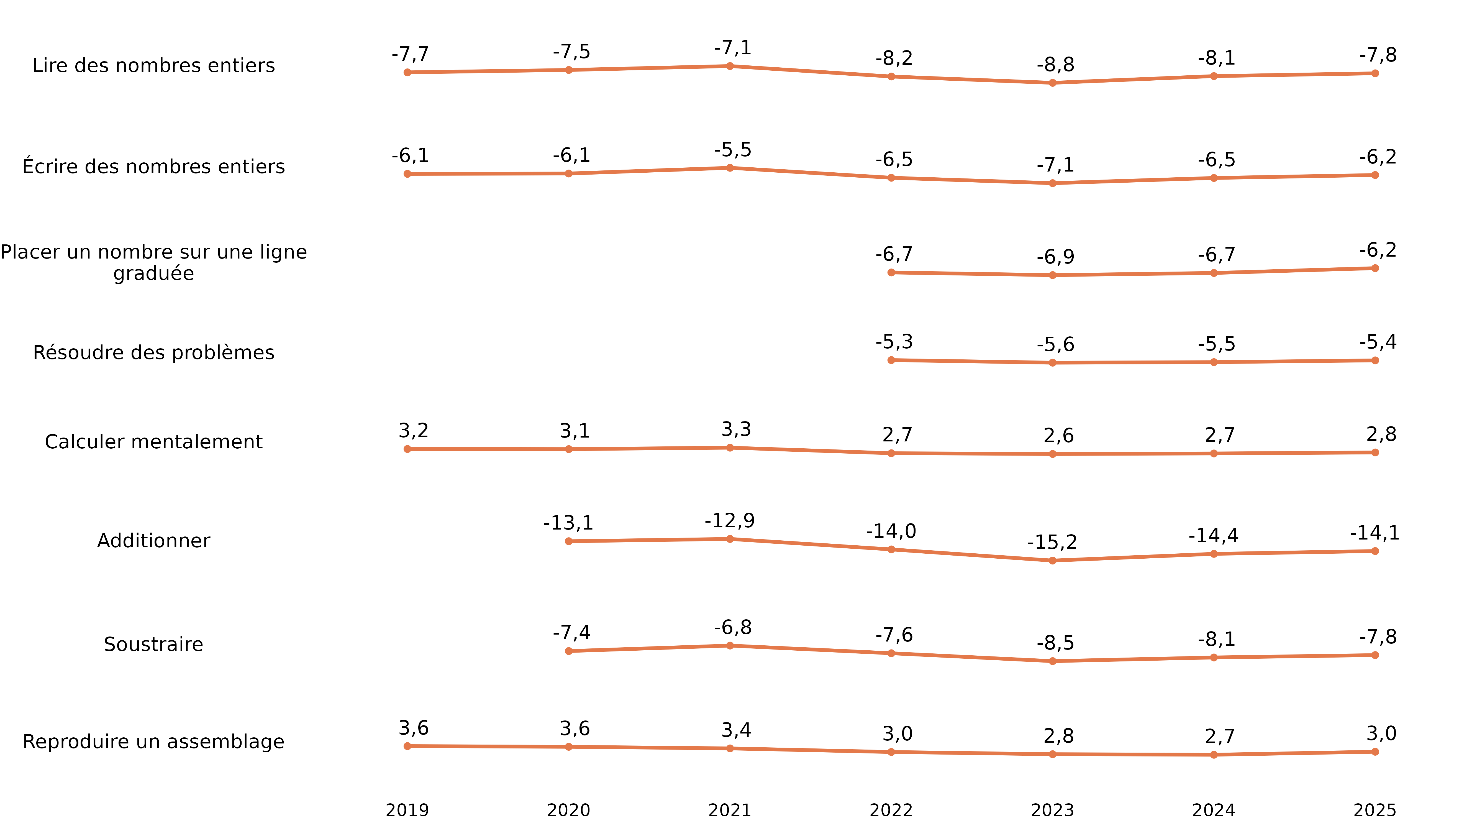 -7,7 -7,5 -7,1 -8,2 -8,8 -8,1 -7,8
Lire des nombres entiers
-6,1 -6,1 -5,5 -6,5 -7,1 -6,5 -6,2
Écrire des nombres entiers
-6,7 -6,9 -6,7 -6,2
Placer un nombre sur une ligne
graduée
-5,3 -5,6 -5,5 -5,4
Résoudre des problèmes
3,2 3,1 3,3 2,7 2,6 2,7 2,8
Calculer mentalement
-13,1 -12,9 -14,0 -15,2 -14,4 -14,1
Additionner
-7,4 -6,8 -7,6 -8,5 -8,1 -7,8
Soustraire
3,6 3,6 3,4 3,0 2,8 2,7 3,0
Reproduire un assemblage
2019 2020 2021 2022 2023 2024 2025